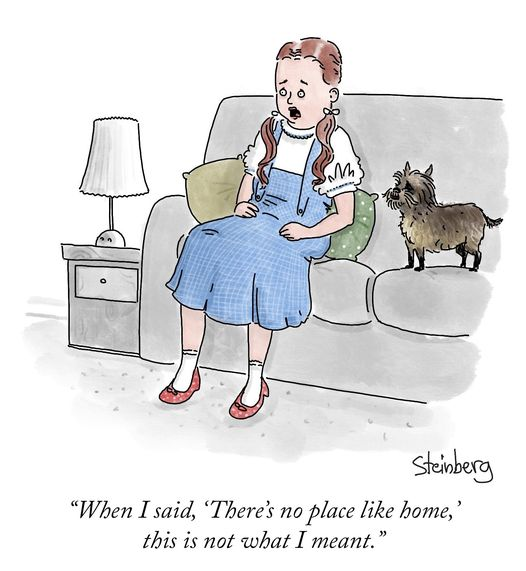 Steinberg
“When I said, ‘There’s no place like home,’
this is not what I meant.”